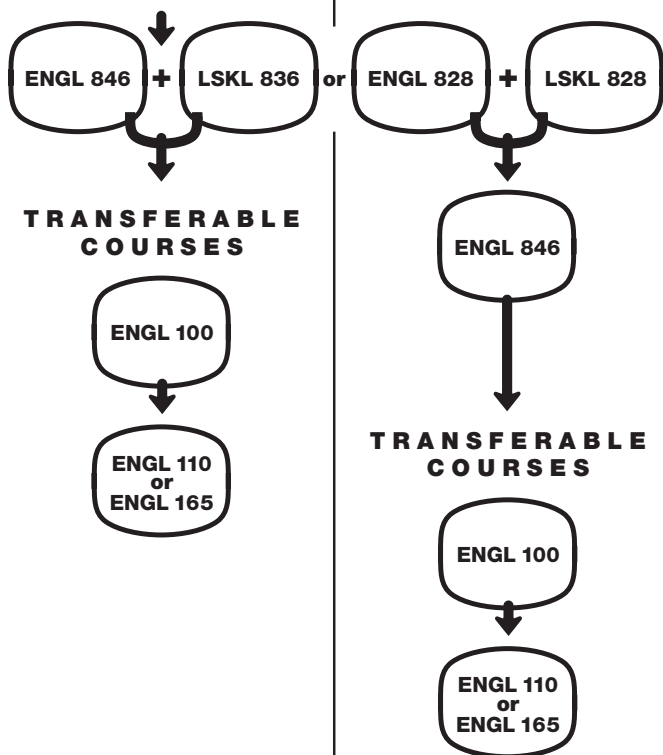 ENGL 846 + LSKL 836 or ENGL 828 + LSKL 828
TRANSFERABLE
COURSES
ENGL 100
ENGL 110
or
ENGL 165
ENGL 846
TRANSFERABLE
COURSES
ENGL 100
ENGL 110
or
ENGL 165